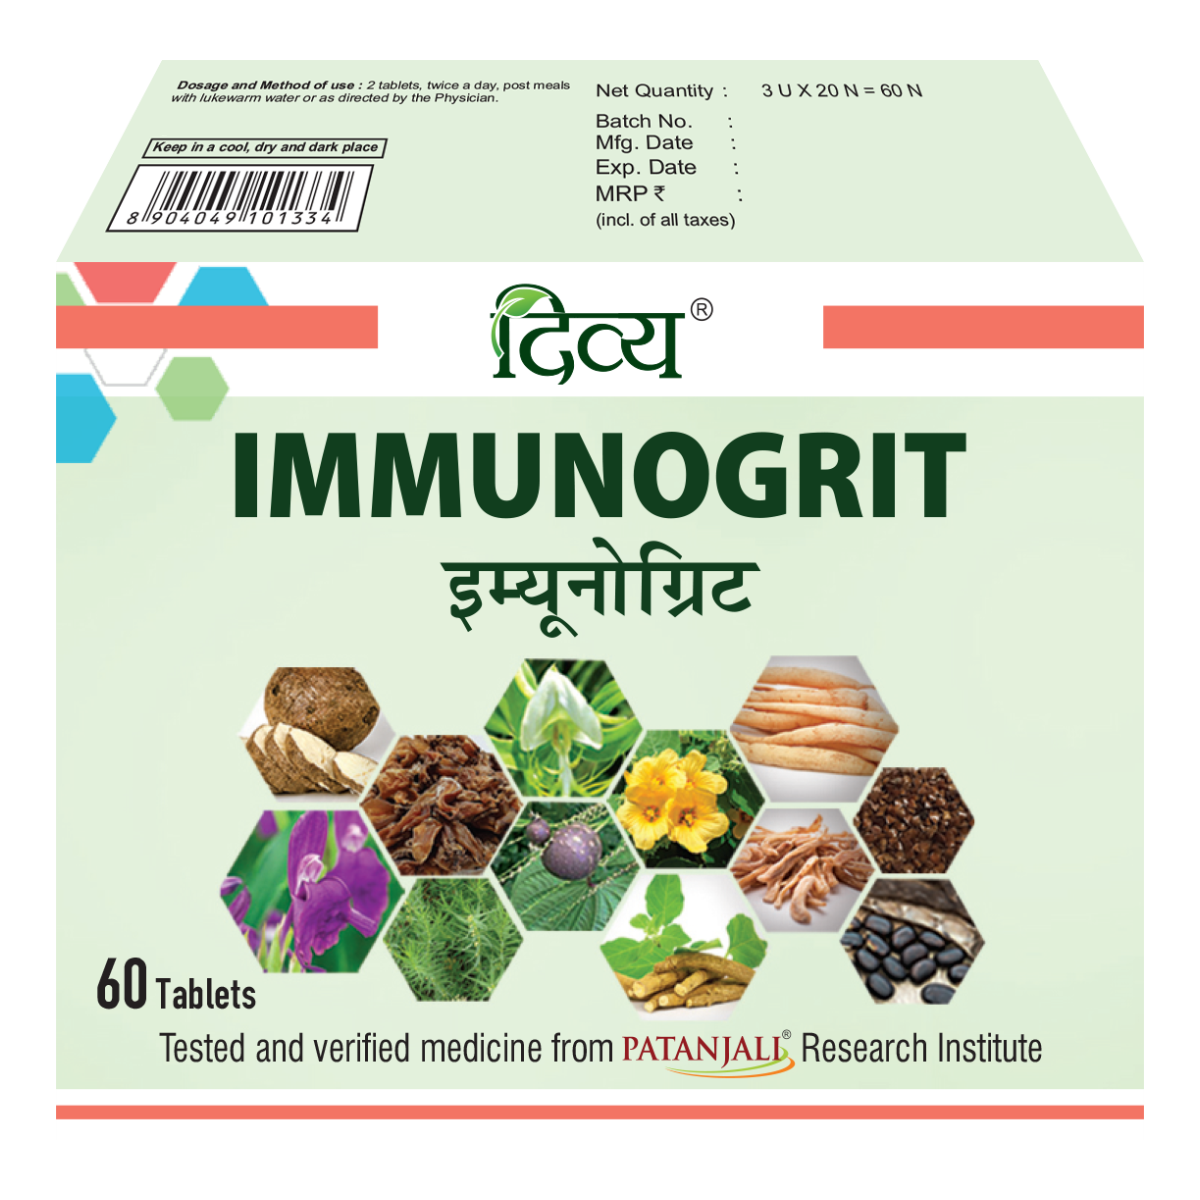 Dosage and Method of use : 2 tablets, twice a day, post meals
with lukewarm water or as directed by the Physician.
Keep in a cool, dry and dark place
8 904049 101334
Net Quantity : 3 U X 20 N = 60 N
Batch No. :
Mfg. Date :
Exp. Date :
MRP ₹ :
(incl. of all taxes)
दिव्य®
IMMUNOGRIT
इम्यूनोग्रिट
60 Tablets
Tested and verified medicine from PATANJALI® Research Institute